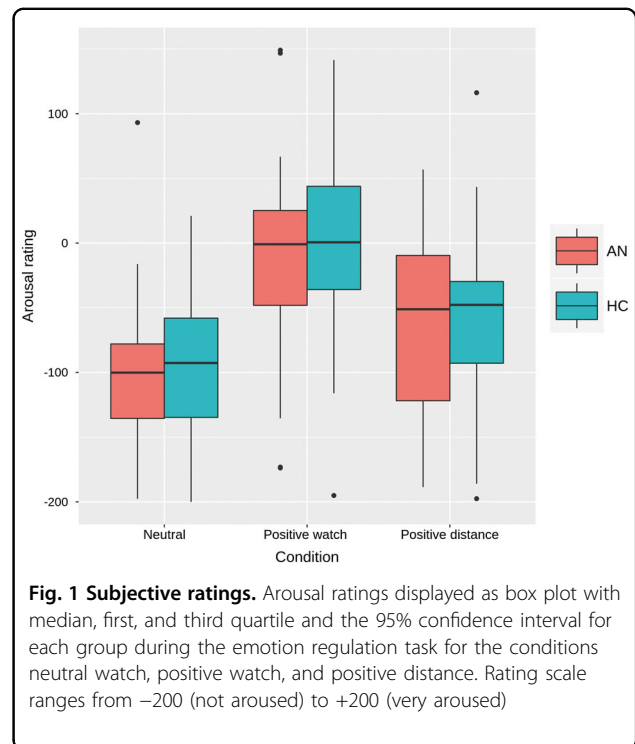 100
0
-100
-200
Arousal rating
Neutral
Positive watch
Positive distance
Condition
AN
HC
Fig. 1 Subjective ratings. Arousal ratings displayed as box plot with
median, first, and third quartile and the 95% confidence interval for
each group during the emotion regulation task for the conditions
neutral watch, positive watch, and positive distance. Rating scale
ranges from −200 (not aroused) to +200 (very aroused)